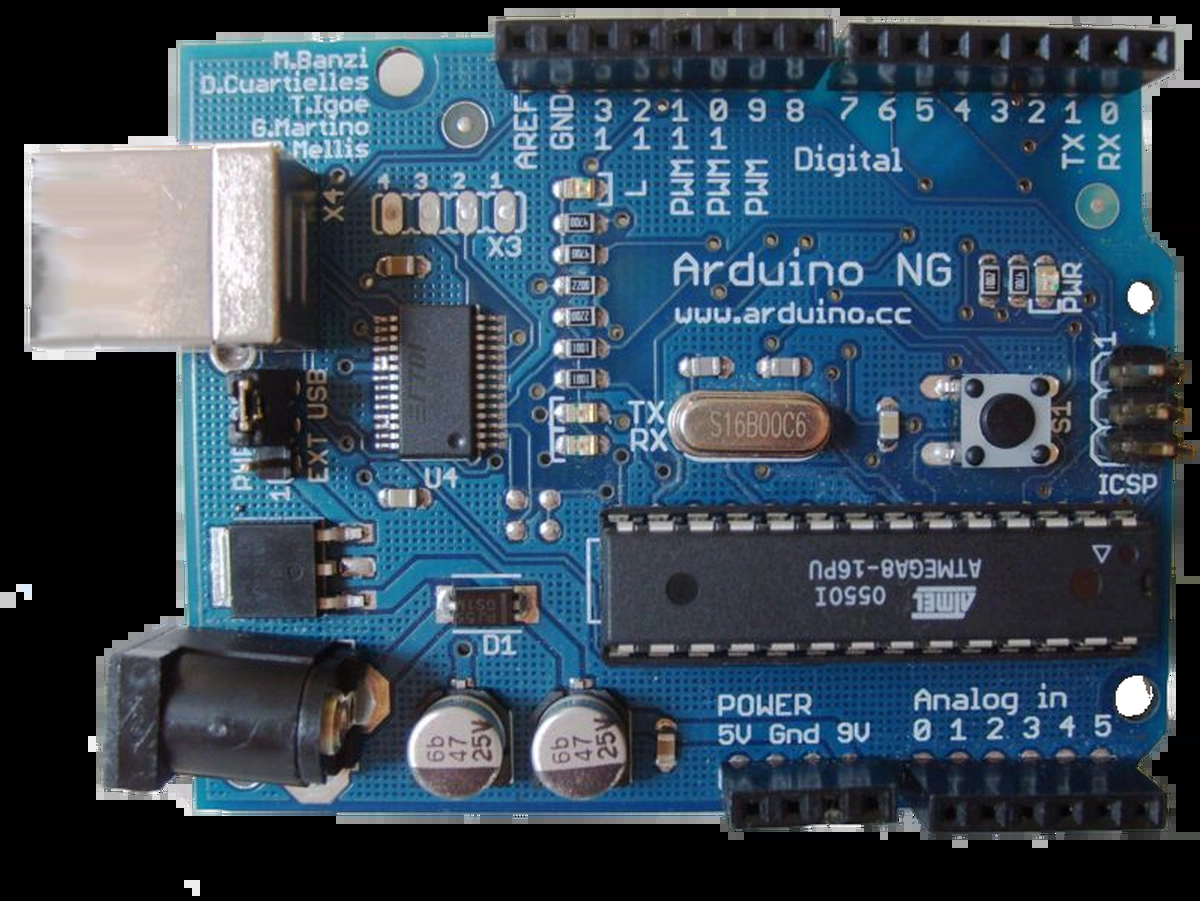 M.Banzi
D.Cuartielles
T.Igoe
G.Martino
Mellis
AREF
GND
13
12
11
10
9
8
7
6
5
4
3
2
1
0
TX
RX
PWM
PWM
PWM
Digital
L
X4
4 3 2 1
X3
Arduino NG
www.arduino.cc
PWR
TX
RX
S16B00C6
S1
1
ICSP
EXT USB
1
U4
ATMEGA8-16PU
0550I
ATMEL
D1
6b
47
25V
6b
47
25V
POWER
5V Gnd 9V
Analog in
0 1 2 3 4 5